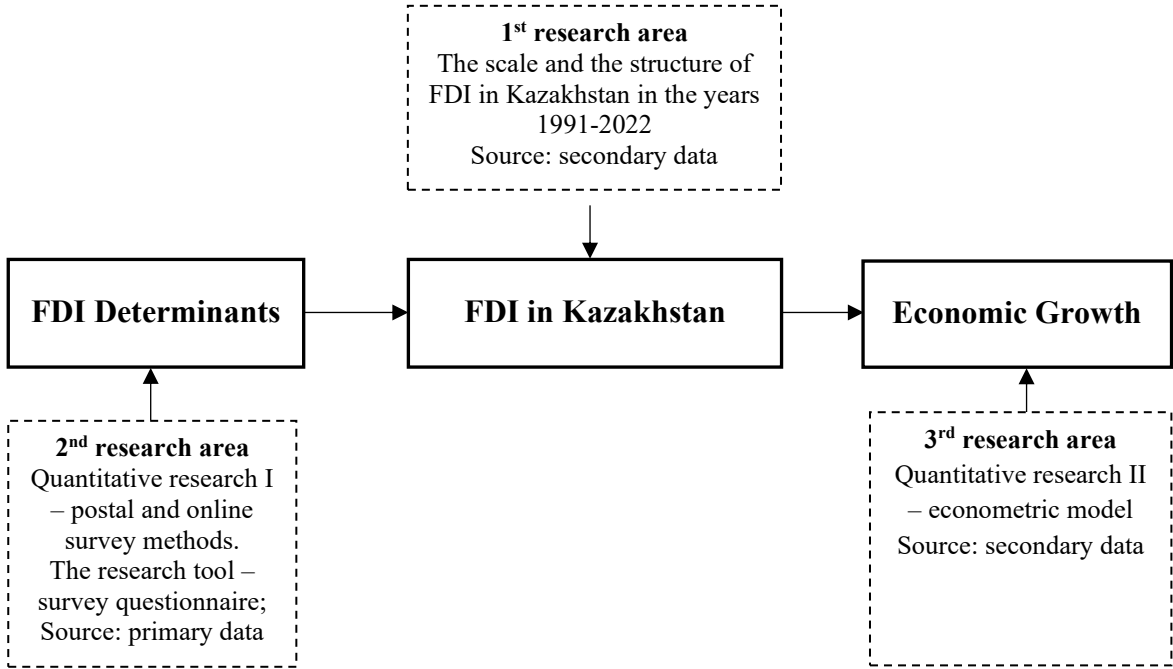 1st research area
The scale and the structure of
FDI in Kazakhstan in the years
1991-2022
Source: secondary data
FDI Determinants
FDI in Kazakhstan
Economic Growth
2nd research area
Quantitative research I
– postal and online
survey methods.
The research tool –
survey questionnaire;
Source: primary data
3rd research area
Quantitative research II
– econometric model
Source: secondary data